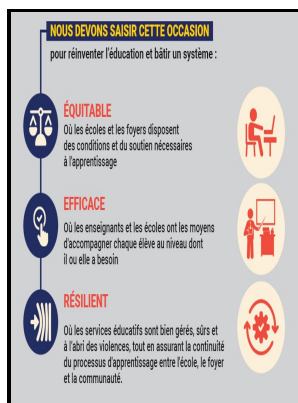 NOUS DEVONS SAISIR CETTE OCCASION
pour réinventer l'éducation et bâtir un système :
ÉQUITABLE
Où les écoles et les foyers disposent
des conditions et du soutien nécessaires
à l'apprentissage
EFFICACE
Où les enseignants et les écoles ont les moyens
d'accompagner chaque élève au niveau dont
il ou elle a besoin
RÉSILIENT
Où les services éducatifs sont bien gérés, sûrs et
à l'abri des violences, tout en assurant la continuité
du processus d'apprentissage entre l'école, le foyer
et la communauté.